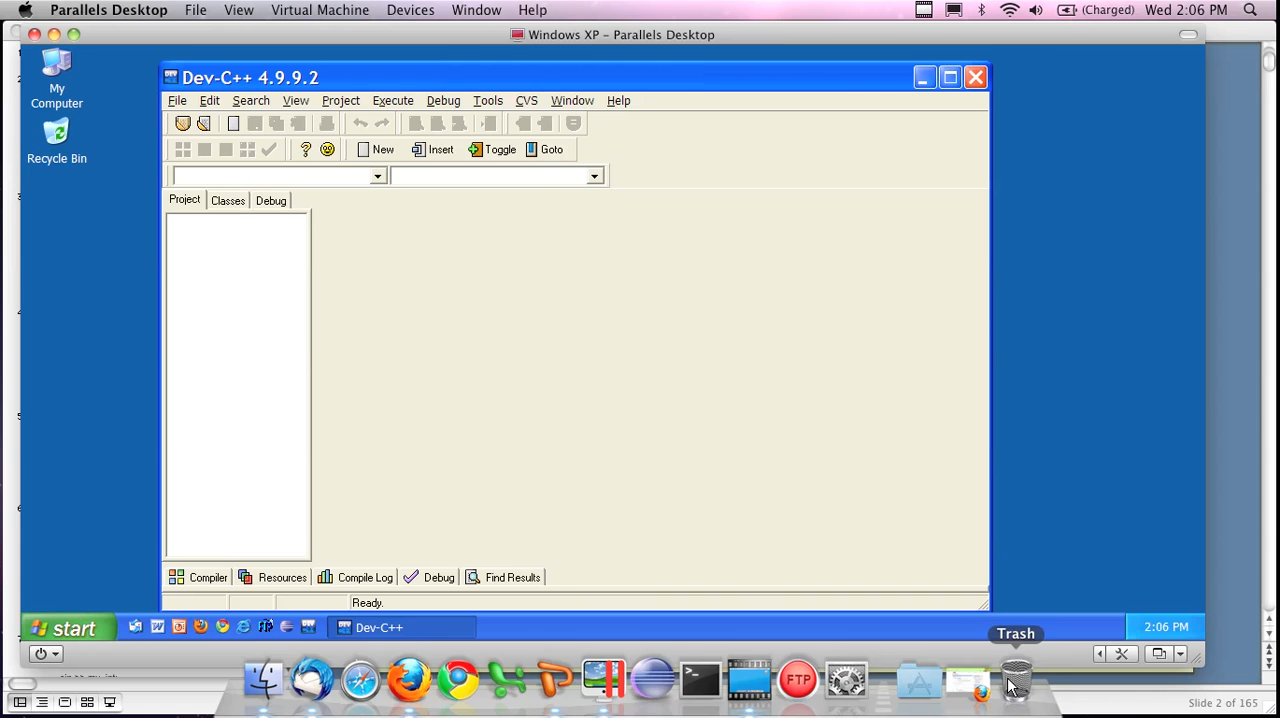 Parallels Desktop File View Virtual Machine Devices Window Help (Charged) Wed 2:06 PM
Windows XP – Parallels Desktop
My
Computer
Recycle Bin
Dev-C++ 4.9.9.2
File Edit Search View Project Execute Debug Tools CVS Window Help
New Insert Toggle Goto
Project Classes Debug
Compiler Resources Compile Log Debug Find Results
Ready.
start Dev-C++ 2:06 PM
Trash
FTP
Slide 2 of 165